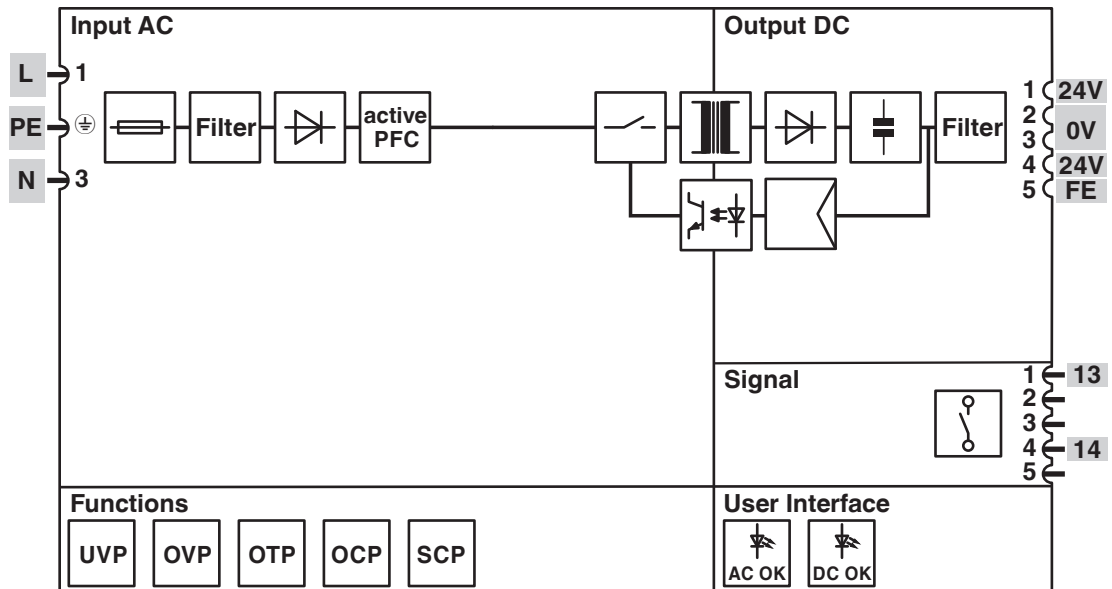 Input AC
Output DC
L 1
PE
N 3
Filter
active
PFC
Filter
1 24V
2
0V
3
4 24V
5 FE
Signal
1 13
2
3
4 14
5
Functions
UVP OVP OTP OCP SCP
User Interface
AC OK DC OK